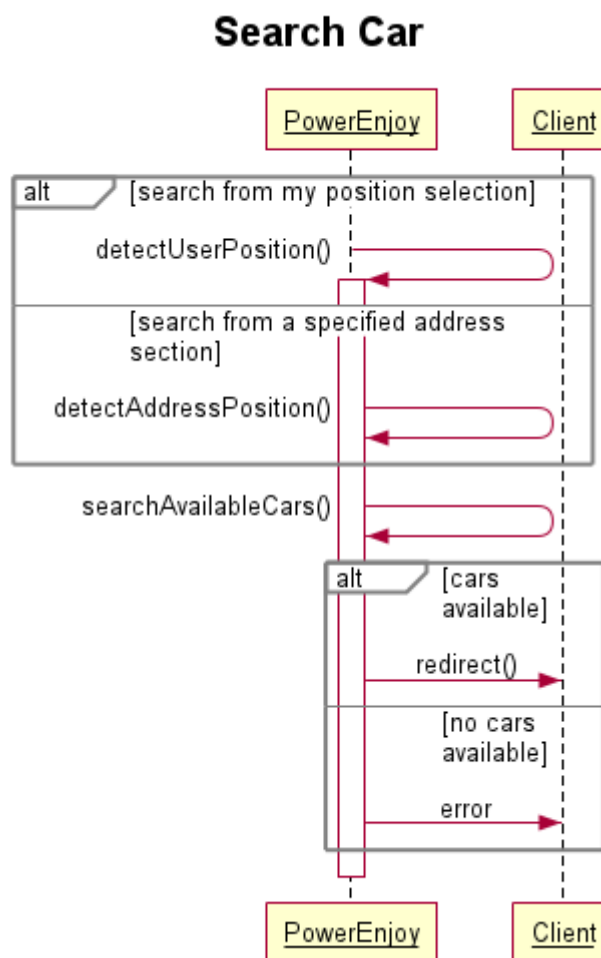 Search Car
PowerEnjoy
Client
alt
[search from my position selection]
detectUserPosition()
[search from a specified address
section]
detectAddressPosition()
searchAvailableCars()
alt
[cars
available]
redirect()
[no cars
available]
error
PowerEnjoy
Client